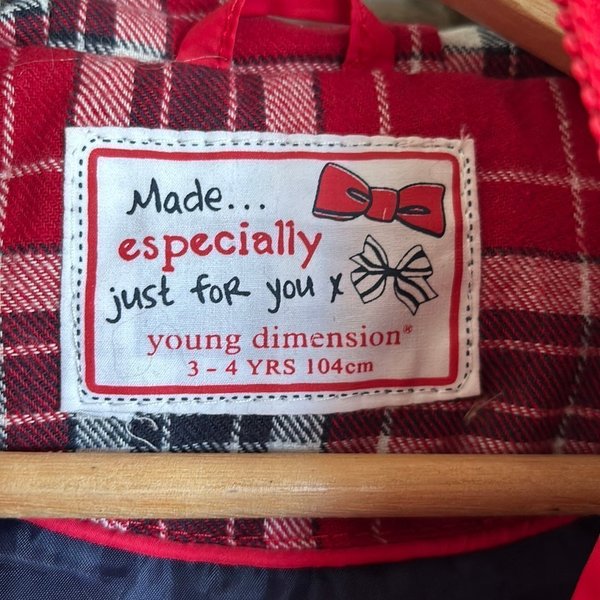 Made...
especially
just for you x
young dimension®
3 - 4 YRS 104cm